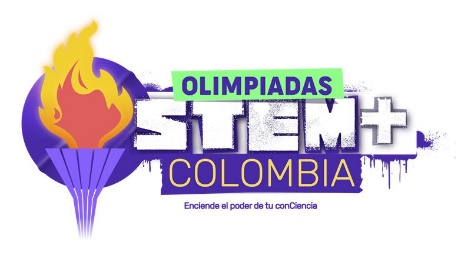 OLIMPIADAS
STEM+
COLOMBIA
Enciende el poder de tu conCiencia